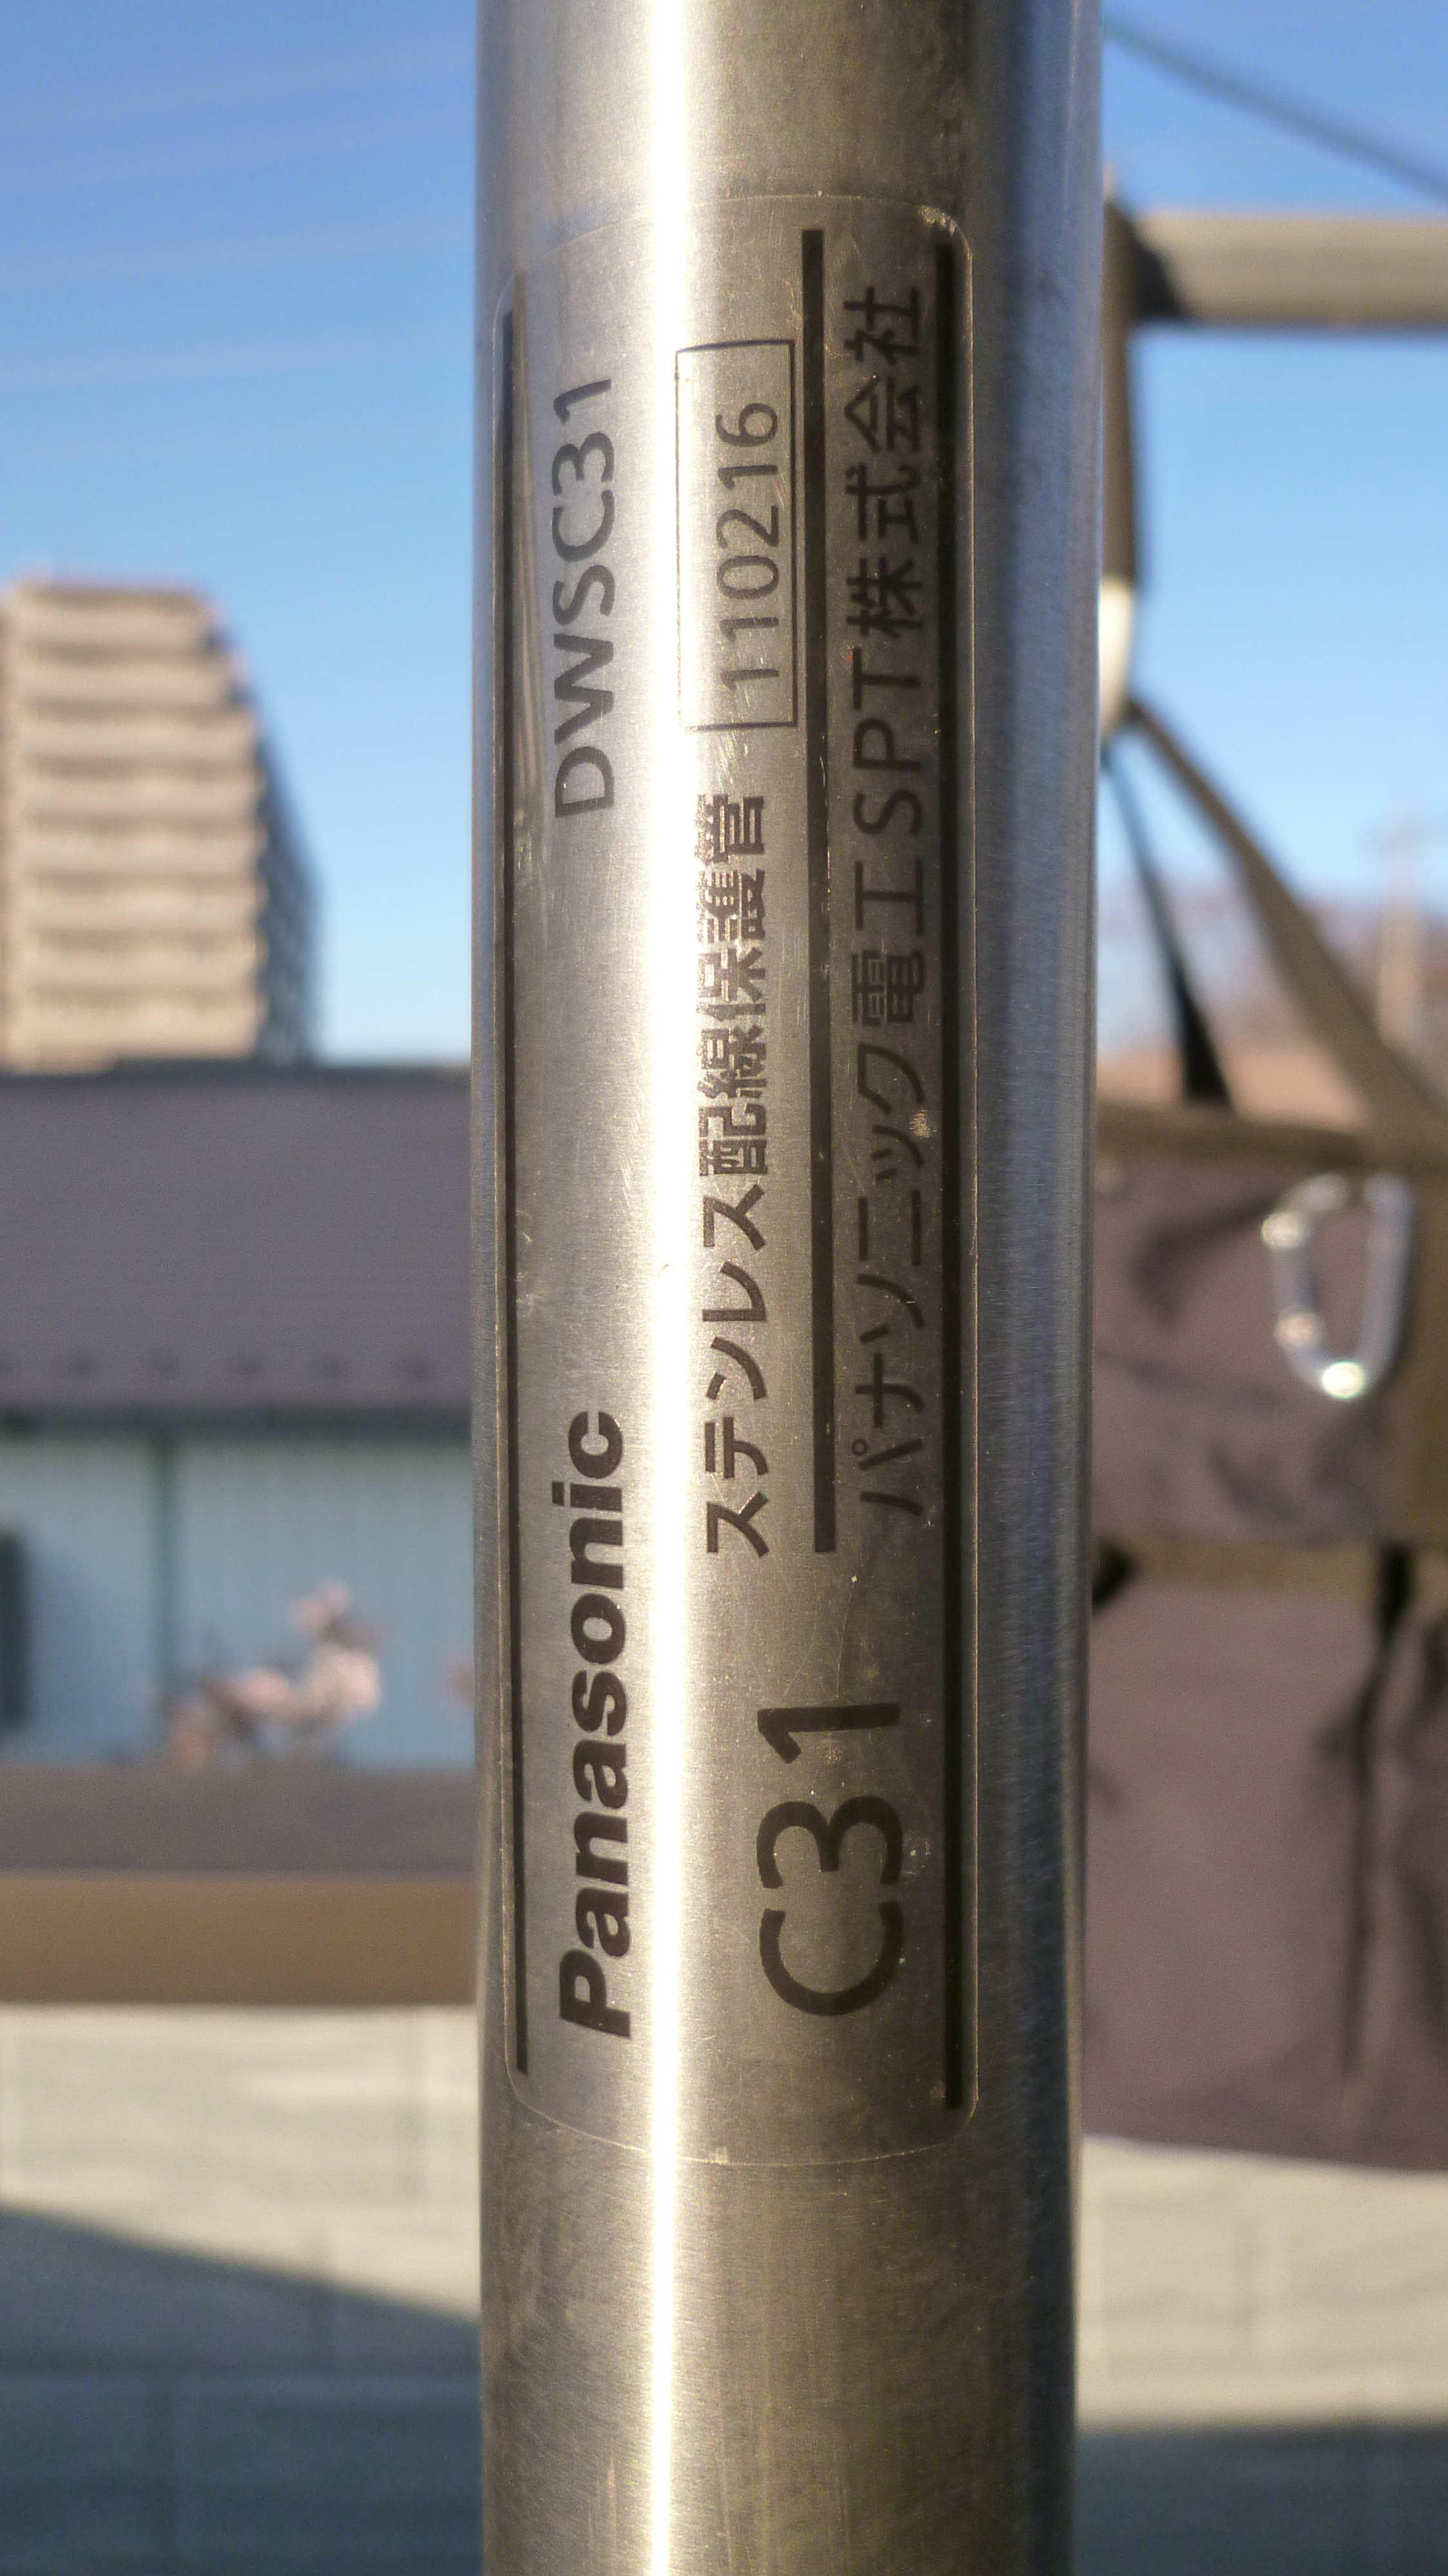 Panasonic DWSC31
ステンレス配線保護管 110216
C31
パナソニック電工SPT株式会社